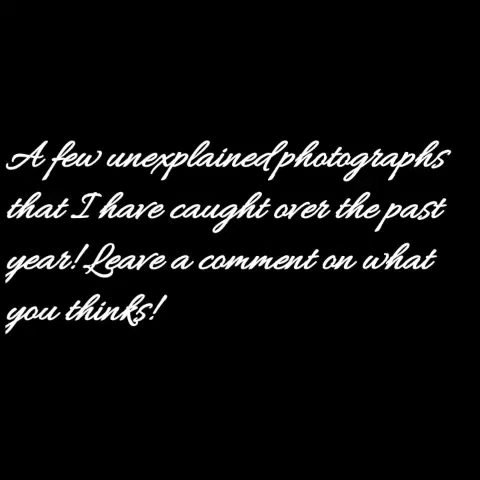 A few unexplained photographs
that I have caught over the past
year! Leave a comment on what
you thinks!